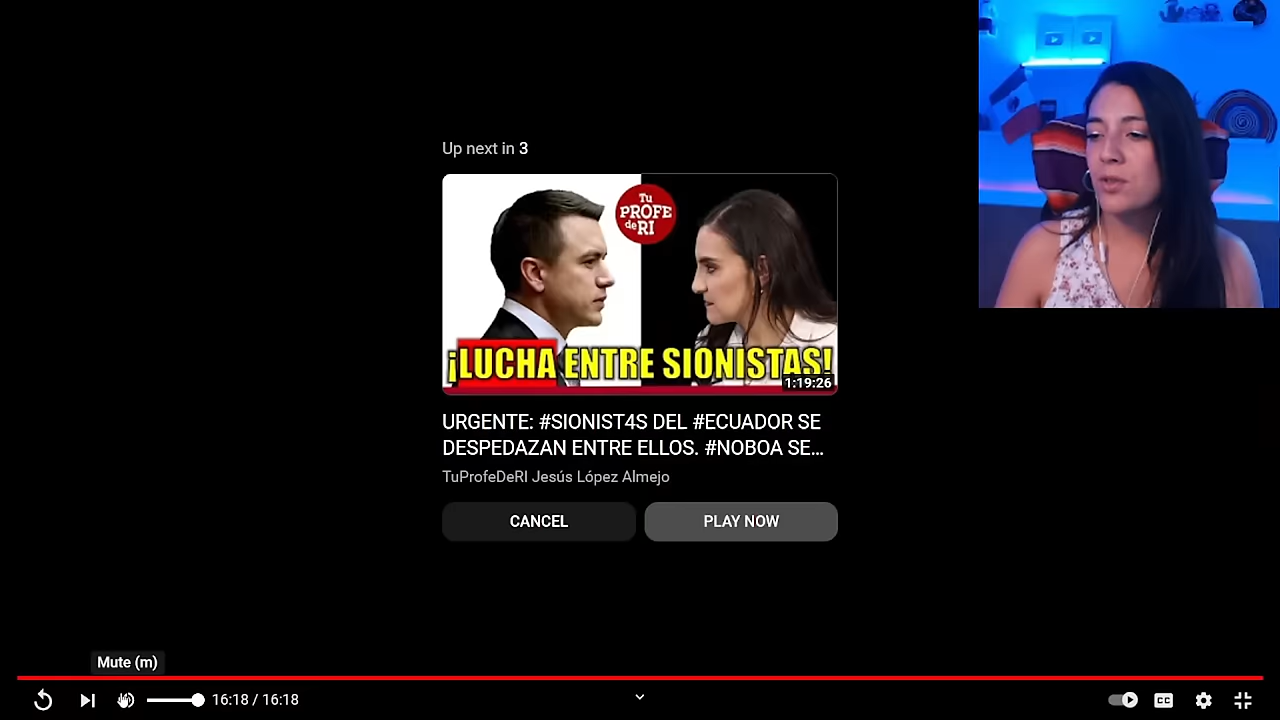 Up next in 3
Tu
PROFE
de RI
¡LUCHA ENTRE SIONISTAS!
1:19:26
URGENTE: #SIONIST4S DEL #ECUADOR SE
DESPEDAZAN ENTRE ELLOS. #NOBOA SE...
TuProfeDeRI Jesús López Almejo
CANCEL
PLAY NOW
Mute (m)
16:18 / 16:18
CC